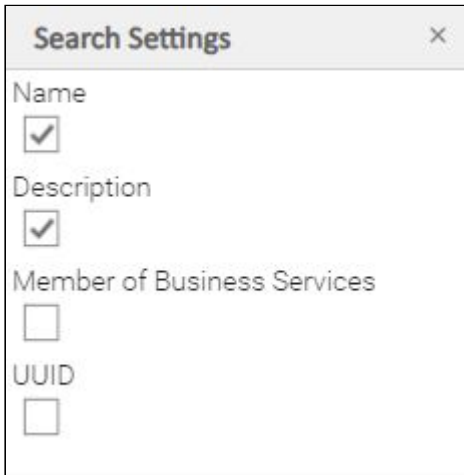 Search Settings
Name
Description
Member of Business Services
UUID